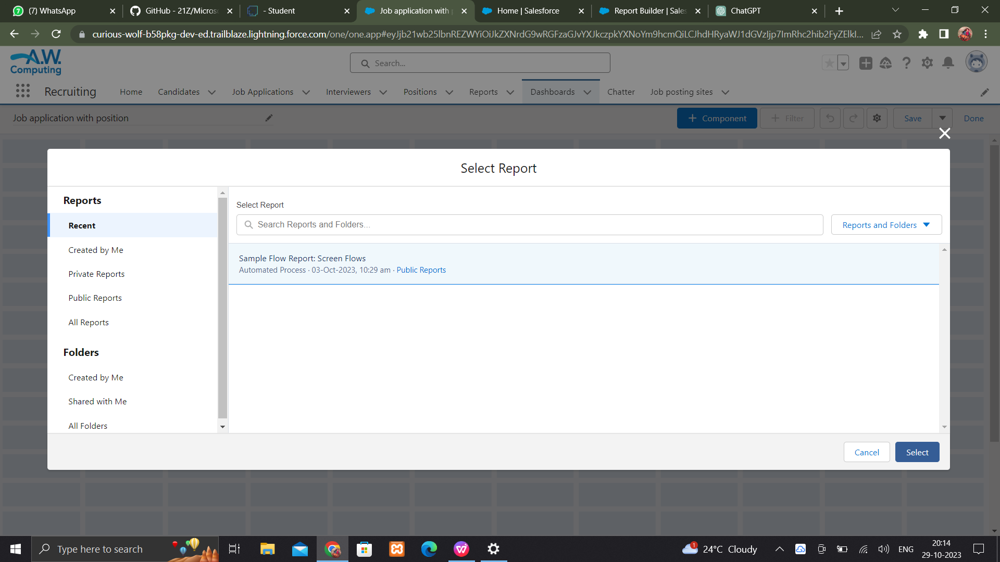 (7) WhatsApp
GitHub - 21Z/Micros
- Student
Job application with p
Home | Salesforce
Report Builder | Sales
ChatGPT
curious-wolf-b58pkg-dev-ed.trailblaze.lightning.force.com/one/one.app#eyJjb21wb25lbnREZWYiOiJkZXNrdG9wRGFzaGJvYXJkczpkYXNoYm9hcmQiLCJhdHRyaWJ1dGVzIjp7ImRhc2hib2FyZElkI...
A.W.
Computing
Search...
Recruiting
Home
Candidates
Job Applications
Interviewers
Positions
Reports
Dashboards
Chatter
Job posting sites
Job application with position
+ Component
+ Filter
Save
Done
Select Report
Reports
Recent
Created by Me
Private Reports
Public Reports
All Reports
Folders
Created by Me
Shared with Me
All Folders
Select Report
Search Reports and Folders...
Reports and Folders
Sample Flow Report: Screen Flows
Automated Process · 03-Oct-2023, 10:29 am · Public Reports
Cancel
Select
Type here to search
1
24°C Cloudy
ENG
20:14
29-10-2023